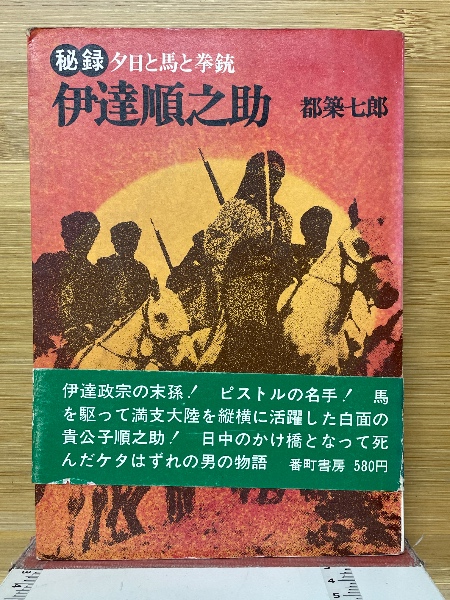 秘録 夕日と馬と拳銃
伊達順之助 都築七郎
伊達政宗の末孫! ピストルの名手! 馬
を駆って満支大陸を縦横に活躍した白面の
貴公子順之助! 日中のかけ橋となって死
んだケタはずれの男の物語 番町書房 580円